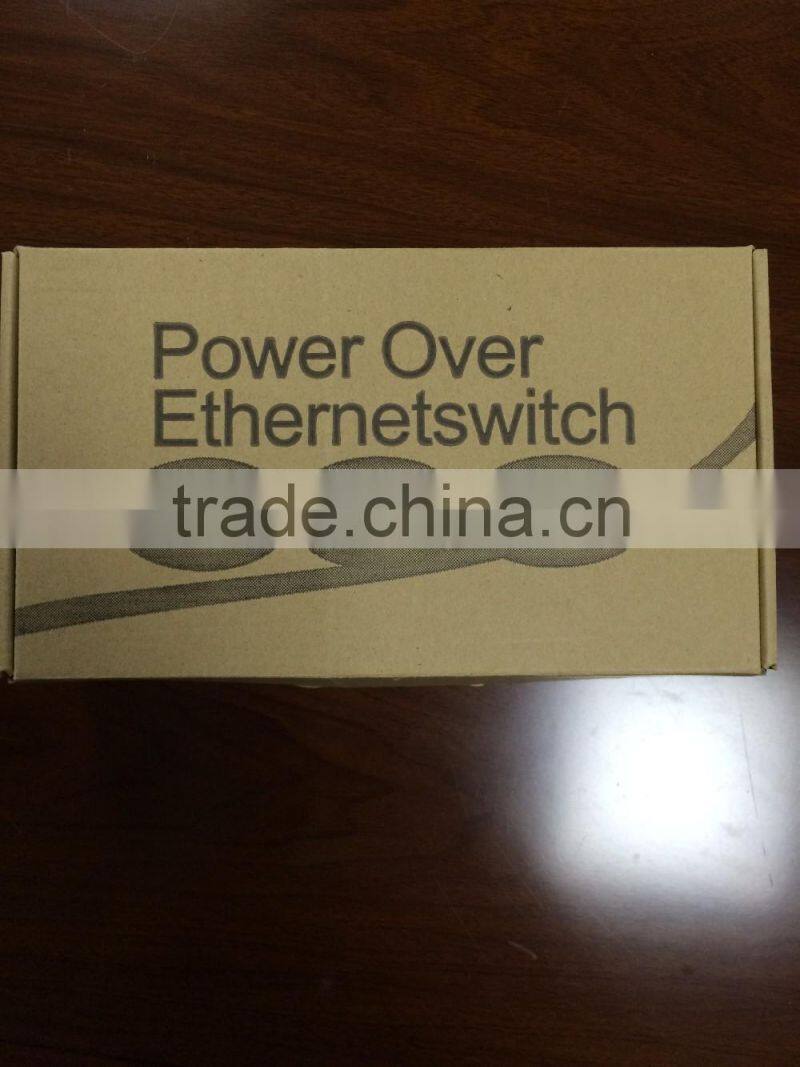 Power Over
Ethernetswitch
trade.china.cn